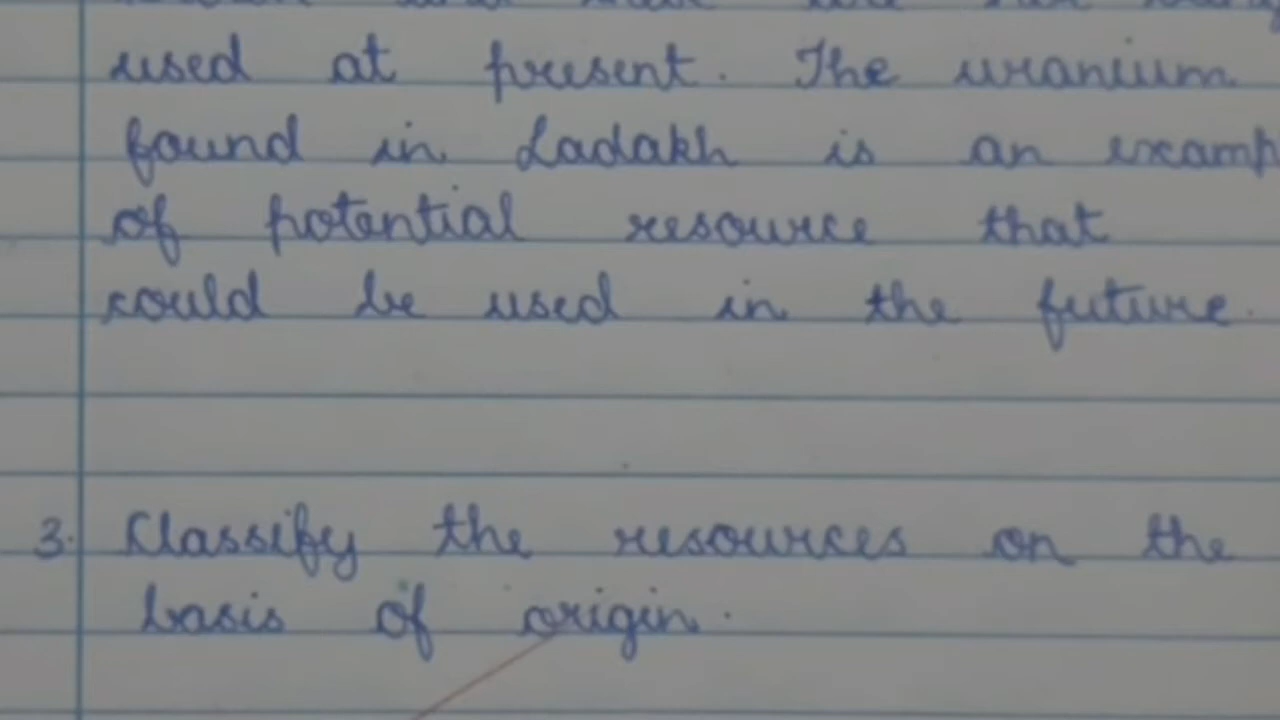 used at present. The uranium
found in Ladakh is an examp
of potential resource that
could be used in the future.
3. Classify the resources on the
basis of origin.